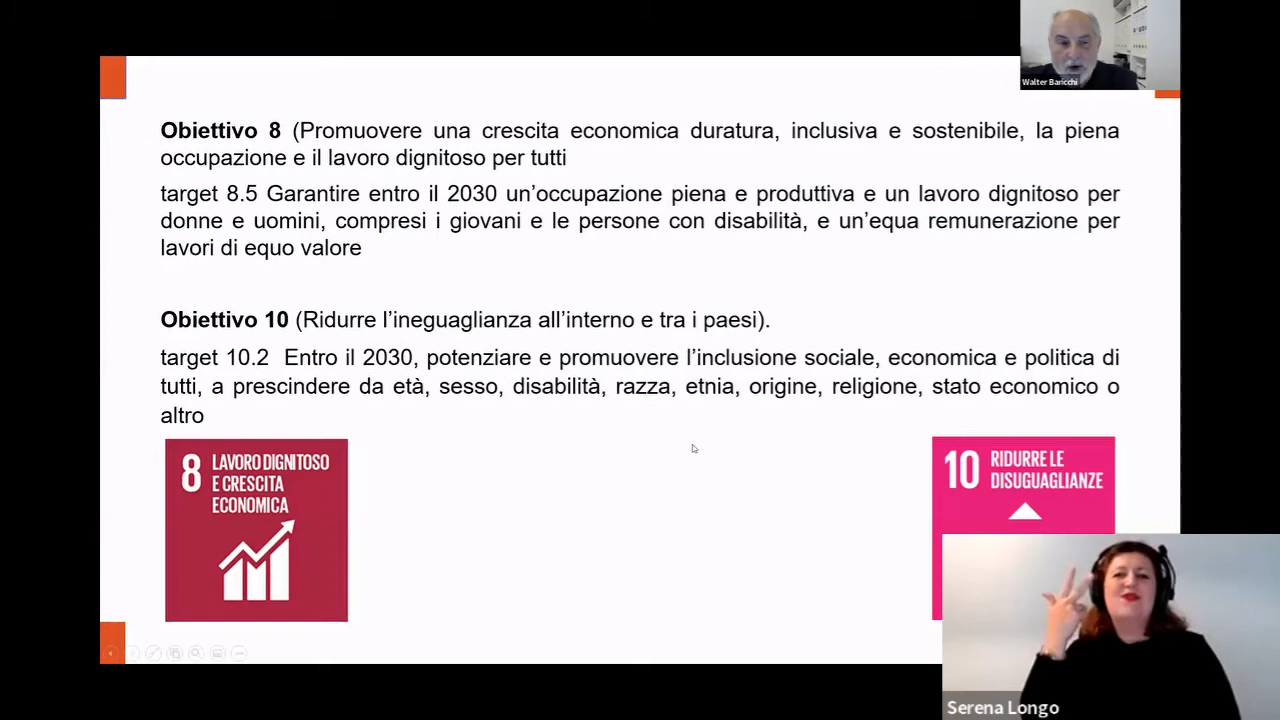 Walter Baricchi
Obiettivo 8 (Promuovere una crescita economica duratura, inclusiva e sostenibile, la piena
occupazione e il lavoro dignitoso per tutti
target 8.5 Garantire entro il 2030 un’occupazione piena e produttiva e un lavoro dignitoso per
donne e uomini, compresi i giovani e le persone con disabilità, e un’equa remunerazione per
lavori di equo valore
Obiettivo 10 (Ridurre l’ineguaglianza all’interno e tra i paesi).
target 10.2 Entro il 2030, potenziare e promuovere l’inclusione sociale, economica e politica di
tutti, a prescindere da età, sesso, disabilità, razza, etnia, origine, religione, stato economico o
altro
8 LAVORO DIGNITOSO
E CRESCITA
ECONOMICA
10 RIDURRE LE
DISUGUAGLIANZE
Serena Longo